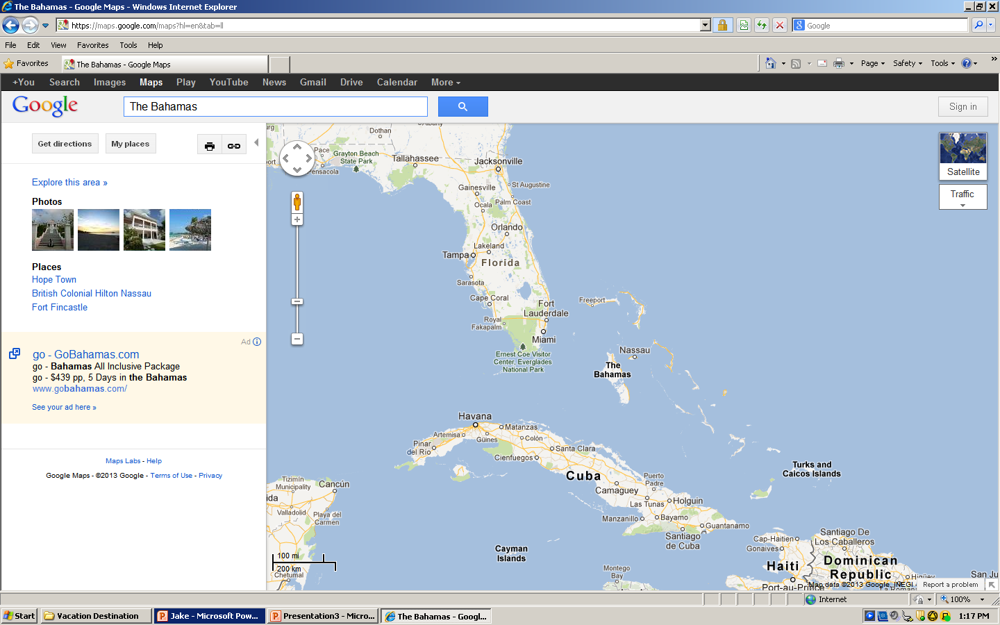 The Bahamas - Google Maps - Windows Internet Explorer
https://maps.google.com/maps?hl=en&tab=ll
Google
File Edit View Favorites Tools Help
Favorites
The Bahamas - Google Maps
Page Safety Tools
+You Search Images Maps Play YouTube News Gmail Drive Calendar More
Google
The Bahamas
Sign in
Get directions
My places
Explore this area »
Photos
Places
Hope Town
British Colonial Hilton Nassau
Fort Fincastle
Ad
go - GoBahamas.com
go - Bahamas All Inclusive Package
go - $439 pp, 5 Days in the Bahamas
www.gobahamas.com/
See your ad here »
Maps Labs - Help
Google Maps - ©2013 Google - Terms of Use - Privacy
Satellite
Traffic
Dothan
Pace
Grayton Beach
State Park
Tallahassee
Jacksonville
Gainesville
St Augustine
Ocala
Palm Coast
Orlando
Lakeland
Tampa
Florida
Sarasota
Cape Coral
Fort
Lauderdale
Royal
Fakapalm
Miami
Ernest Coe Visitor
Center, Everglades
National Park
Freeport
Nassau
The
Bahamas
Havana
Matanzas
Artemisa
Güines
Colón
Pinar
del Río
Santa Clara
Cienfuegos
Cuba
Puerto
Padre
Camaguey
Las Tunas
Holguin
Manzanillo
Bayamo
Guantanamo
Santiago
de Cuba
Turks and
Caicos Islands
Tizimin
Municipality
Cancún
ida
Valladolid
Playa del
Carmen
Chetumal
Cayman
Islands
Montego
Bay
Cap-Haitien
Gonaives
Haiti
Port-au-Prince
Santiago De
Los Caballeros
Dominican
Republic
Higüey
San Ju
100 mi
200 km
Map data ©2013 Google, INEGI -
Report a problem
Internet
100%
Start
Vacation Destination
Jake - Microsoft Pow...
Presentation3 - Micro...
The Bahamas - Googl...
1:17 PM